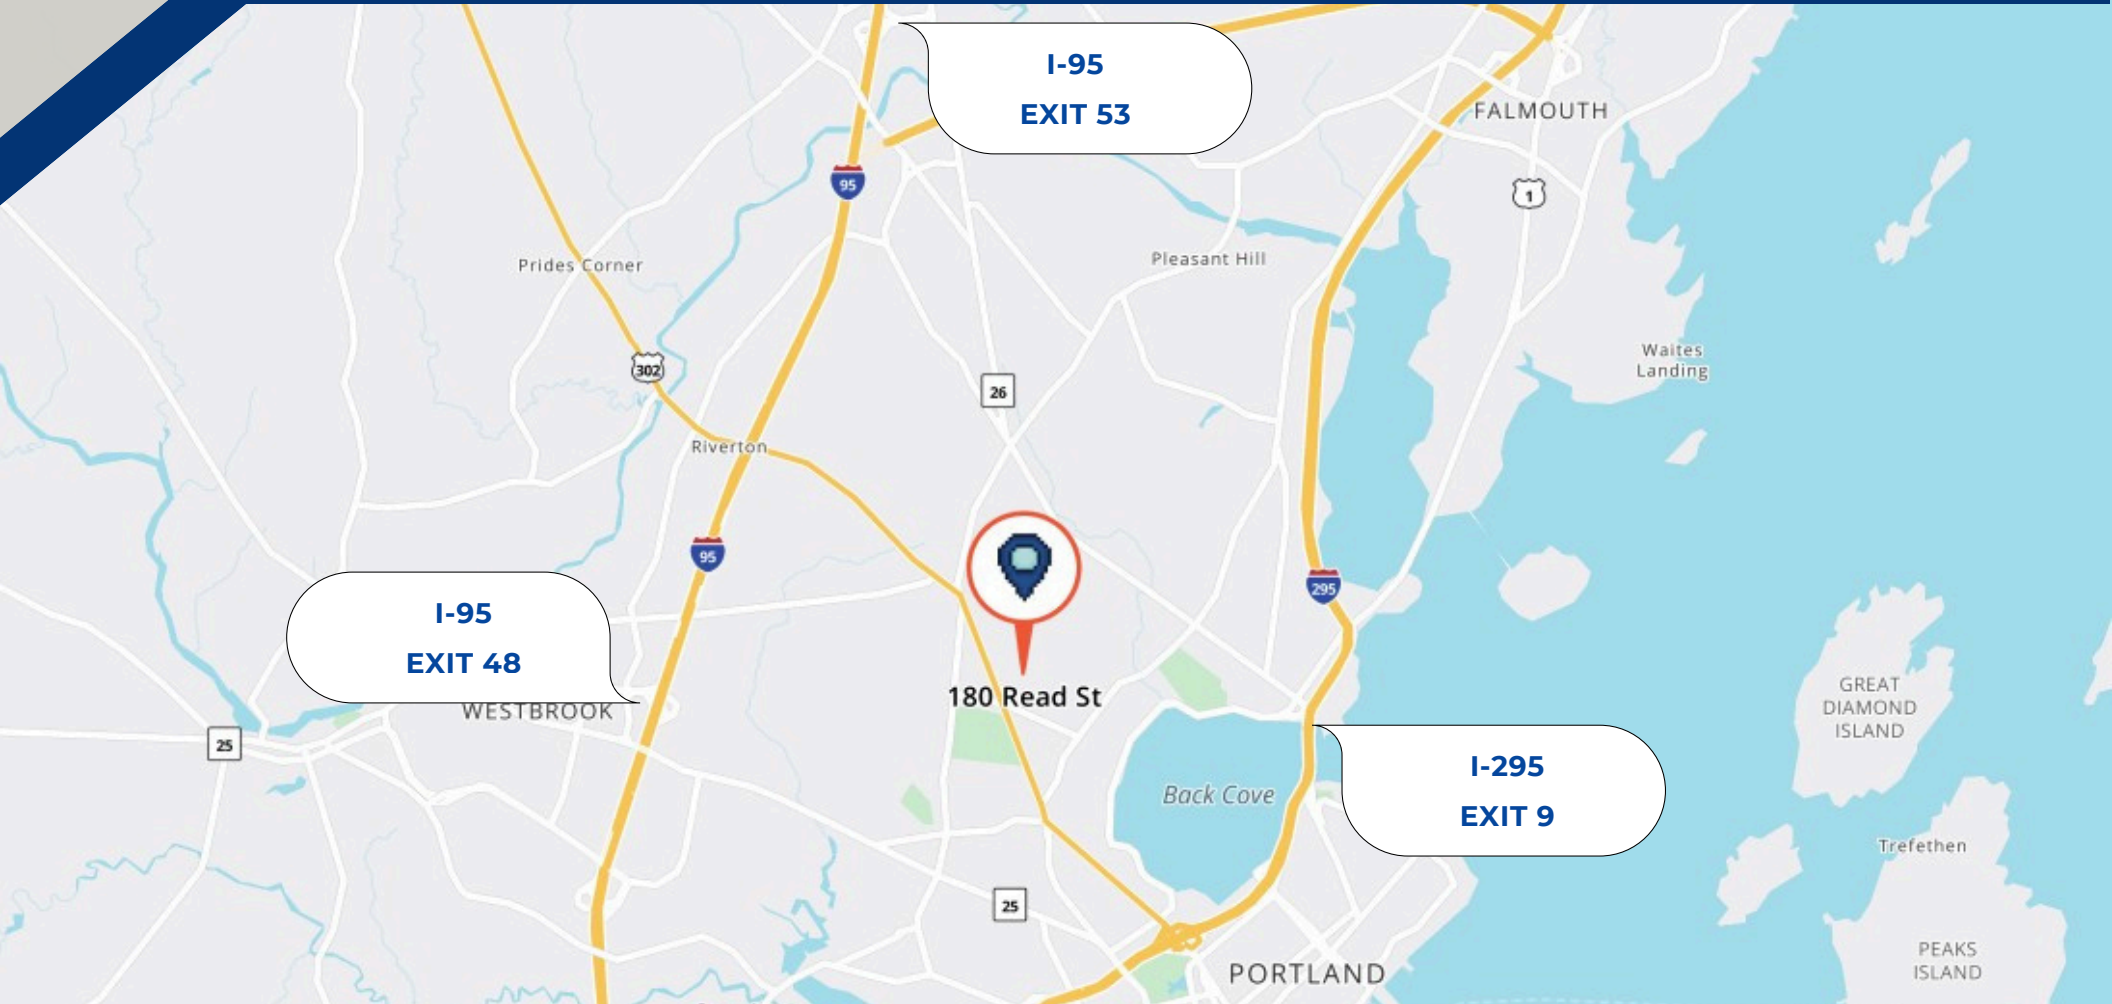 I-95
EXIT 53
FALMOUTH
95
1
Prides Corner
Pleasant Hill
302
Waites
Landing
26
Riverton
95
295
I-95
EXIT 48
180 Read St
WESTBROOK
GREAT
DIAMOND
ISLAND
25
I-295
EXIT 9
Back Cove
Trefethen
25
PEAKS
ISLAND
PORTLAND